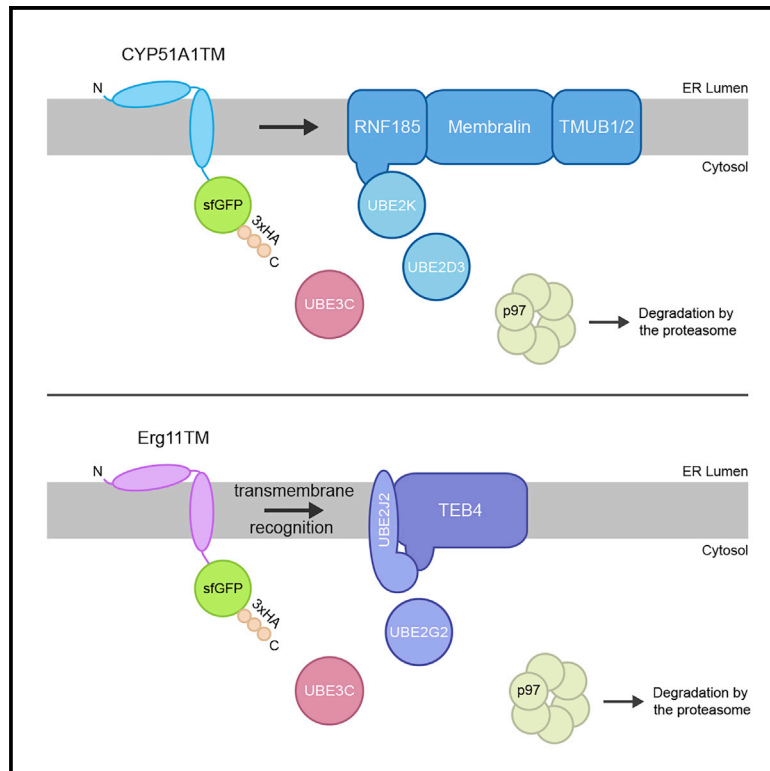 CYP51A1TM
N
ER Lumen
RNF185
Membralin
TMUB1/2
Cytosol
sfGFP
3xHA
C
UBE2K
UBE2D3
UBE3C
p97
Degradation by
the proteasome
Erg11TM
N
ER Lumen
transmembrane
recognition
UBE2J2
TEB4
Cytosol
sfGFP
3xHA
C
UBE2G2
UBE3C
p97
Degradation by
the proteasome